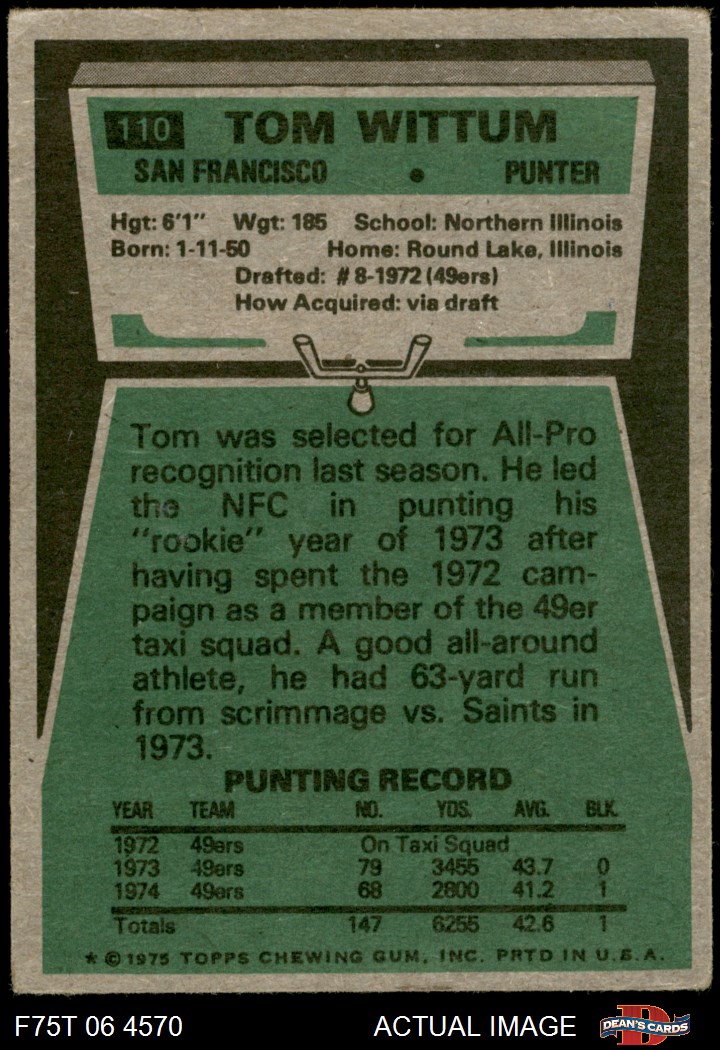 110 TOM WITTUM
SAN FRANCISCO • PUNTER
Hgt: 6'1" Wgt: 185 School: Northern Illinois
Born: 1-11-50 Home: Round Lake, Illinois
Drafted: #8-1972 (49ers)
How Acquired: via draft
Tom was selected for All-Pro
recognition last season. He led
the NFC in punting his
"rookie" year of 1973 after
having spent the 1972 cam-
paign as a member of the 49er
taxi squad. A good all-around
athlete, he had 63-yard run
from scrimmage vs. Saints in
1973.
PUNTING RECORD
YEAR TEAM NO. YDS. AVG. BLK.
1972 49ers On Taxi Squad
1973 49ers 79 3455 43.7 0
1974 49ers 68 2800 41.2 1
Totals 147 6255 42.6 1
* © 1975 TOPPS CHEWING GUM, INC. PRTD IN U.S.A.
F75T 06 4570 ACTUAL IMAGE D DEAN'S CARDS